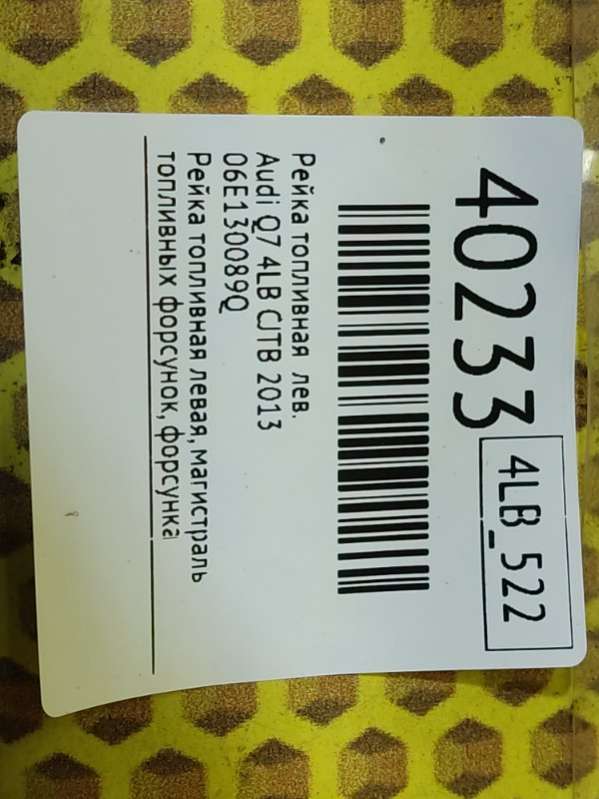 40233
4LB_522
Рейка топливная лев.
Audi Q7 4LB CJTB 2013
06E130089Q
Рейка топливная левая, магистраль
топливных форсунок, форсунка